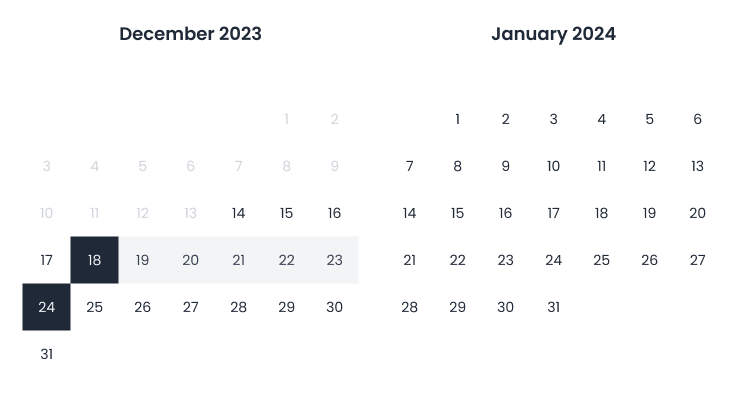 December 2023
1 2
3 4 5 6 7 8 9
10 11 12 13 14 15 16
17 18 19 20 21 22 23
24 25 26 27 28 29 30
31
January 2024
1 2 3 4 5 6
7 8 9 10 11 12 13
14 15 16 17 18 19 20
21 22 23 24 25 26 27
28 29 30 31